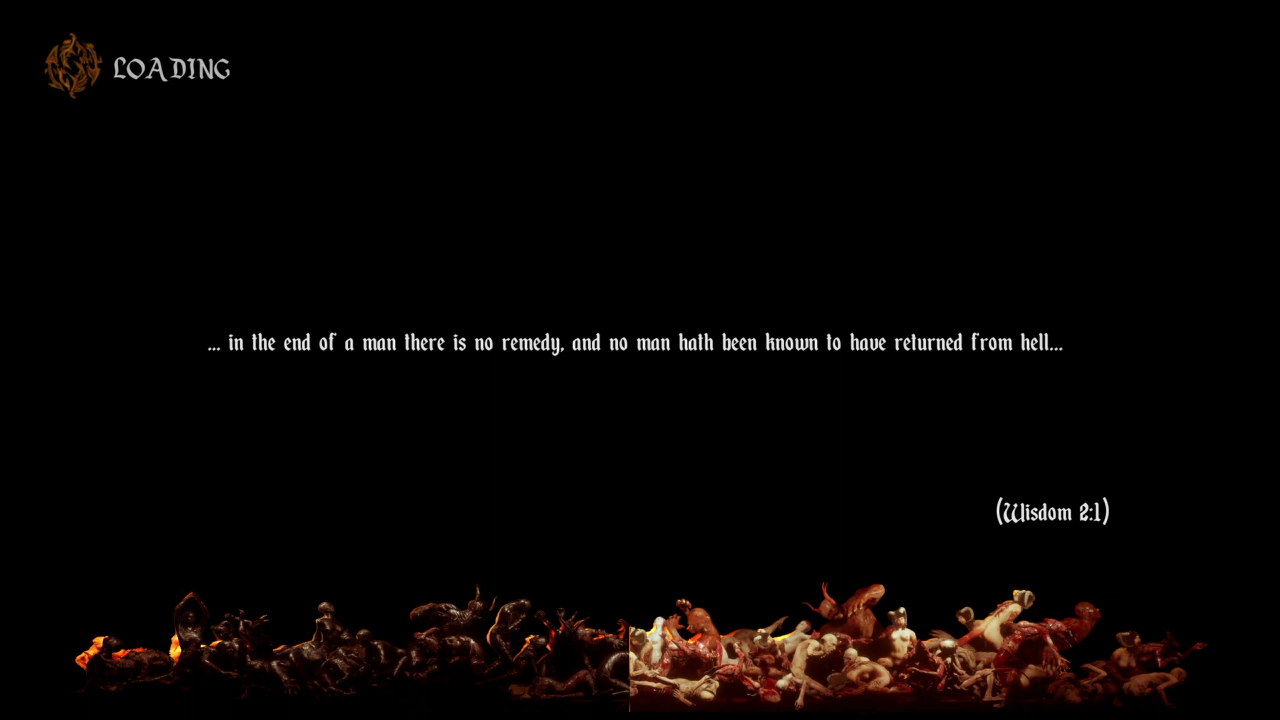 LOADING
... in the end of a man there is no remedy, and no man hath been known to have returned from hell...
(Wisdom 2:1)